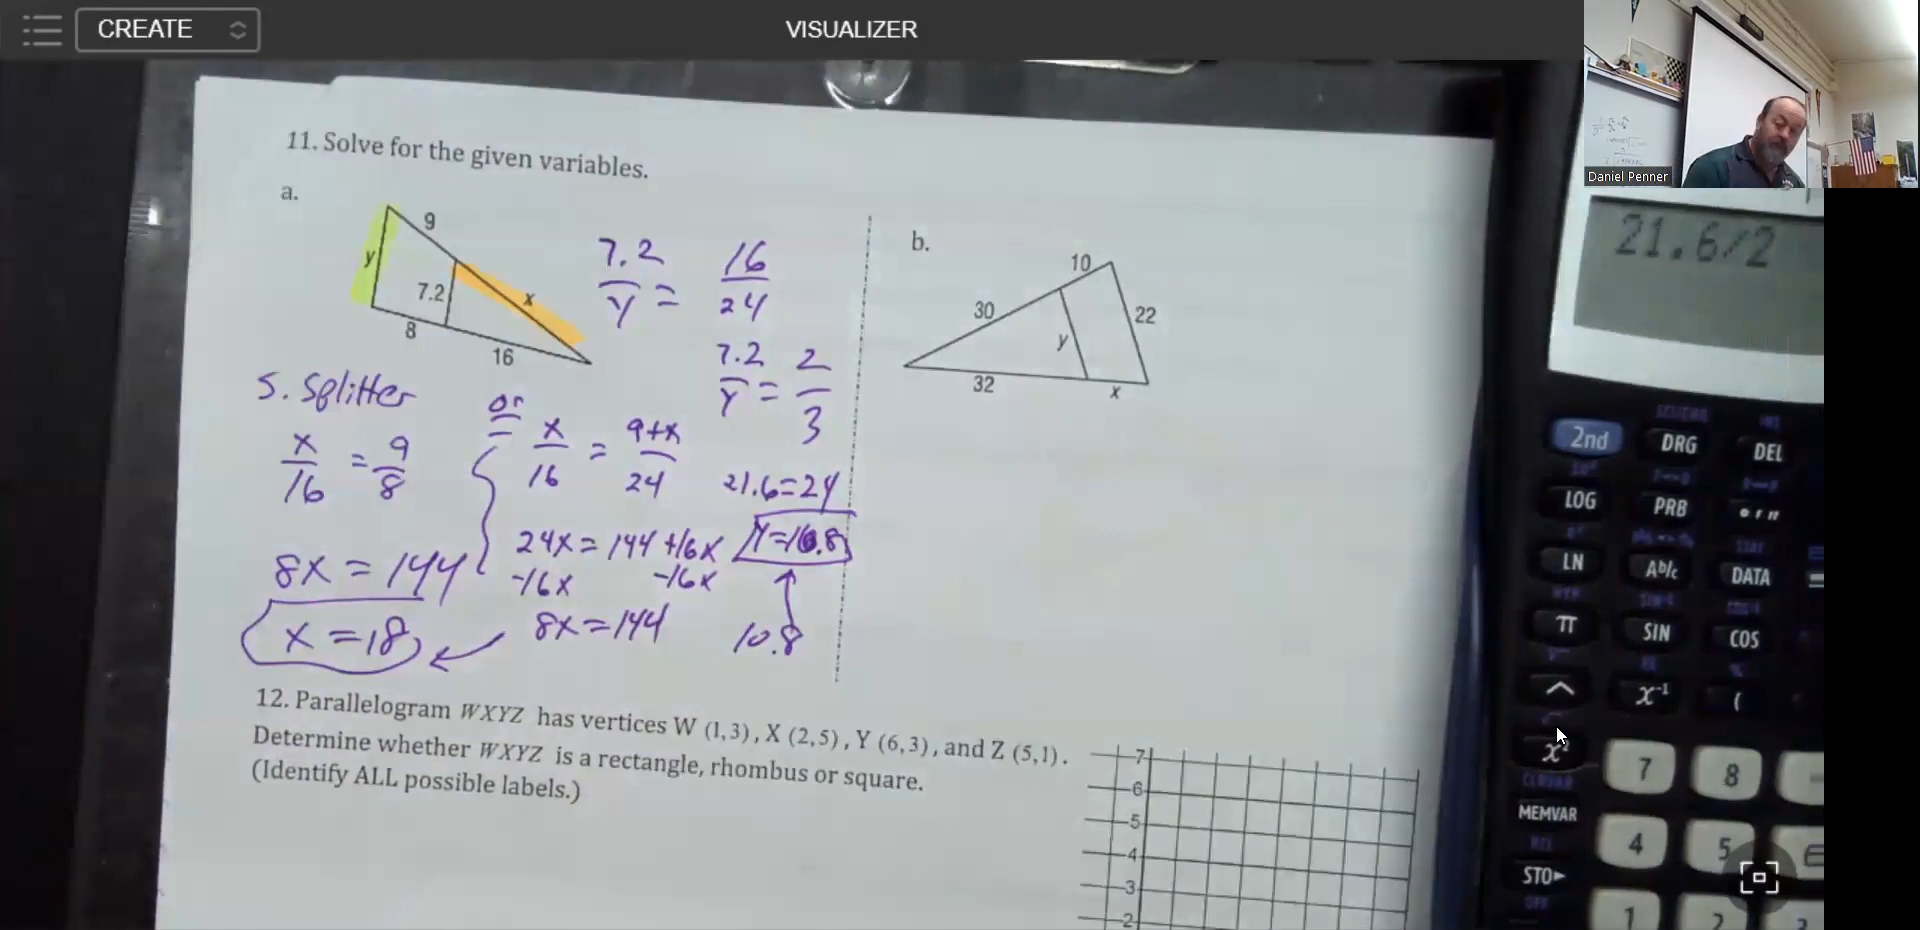 CREATE
VISUALIZER
Daniel Penner
21.6/2
11. Solve for the given variables.
a.
9
y
7.2
x
8
16
7.2/y = 16/24
7.2/y = 2/3
21.6=2y
y=10.8
10.8
S. Splitter
x/16 = 9/8
8x = 144
x = 18
or
x/16 = 9+x/24
24x = 144 +16x
-16x -16x
8x = 144
b.
10
30
22
y
32
x
12. Parallelogram WXYZ has vertices W (1,3), X (2,5), Y (6,3), and Z (5,1).
Determine whether WXYZ is a rectangle, rhombus or square.
(Identify ALL possible labels.)
7
6
5
4
3
2
2nd DRG DEL
LOG PRB ° ' "
LN Ab/c DATA
π SIN COS
^ x⁻¹ (
x² 7 8
MEMVAR 4 5
STO► 1 2 3